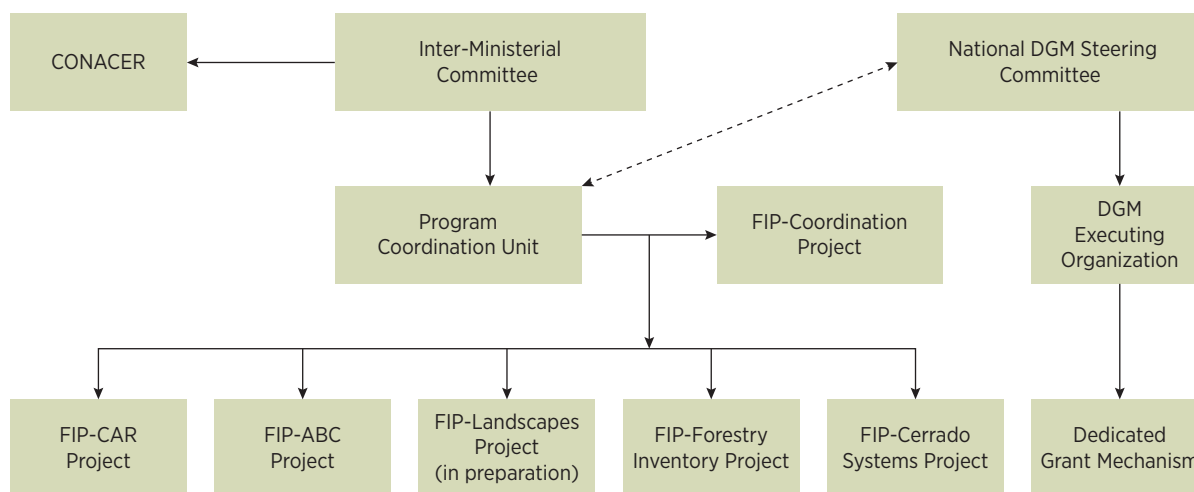 CONACER
Inter-Ministerial
Committee
National DGM Steering
Committee
Program
Coordination Unit
FIP-Coordination
Project
DGM
Executing
Organization
FIP-CAR
Project
FIP-ABC
Project
FIP-Landscapes
Project
(in preparation)
FIP-Forestry
Inventory Project
FIP-Cerrado
Systems Project
Dedicated
Grant Mechanism